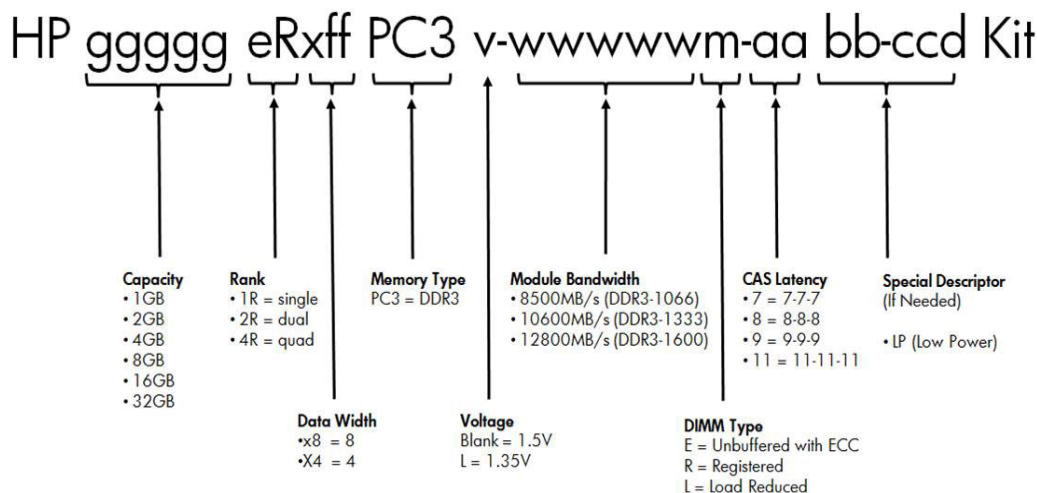 HP ggggg eRxff PC3 v-wwwwwm-aa bb-ccd Kit
Capacity
• 1GB
• 2GB
• 4GB
• 8GB
• 16GB
• 32GB
Rank
• 1R = single
• 2R = dual
• 4R = quad
Memory Type
PC3 = DDR3
Module Bandwidth
• 8500MB/s (DDR3-1066)
• 10600MB/s (DDR3-1333)
• 12800MB/s (DDR3-1600)
CAS Latency
• 7 = 7-7-7
• 8 = 8-8-8
• 9 = 9-9-9
• 11 = 11-11-11
Special Descriptor
(If Needed)
• LP (Low Power)
Data Width
•x8 = 8
•X4 = 4
Voltage
Blank = 1.5V
L = 1.35V
DIMM Type
E = Unbuffered with ECC
R = Registered
L = Load Reduced